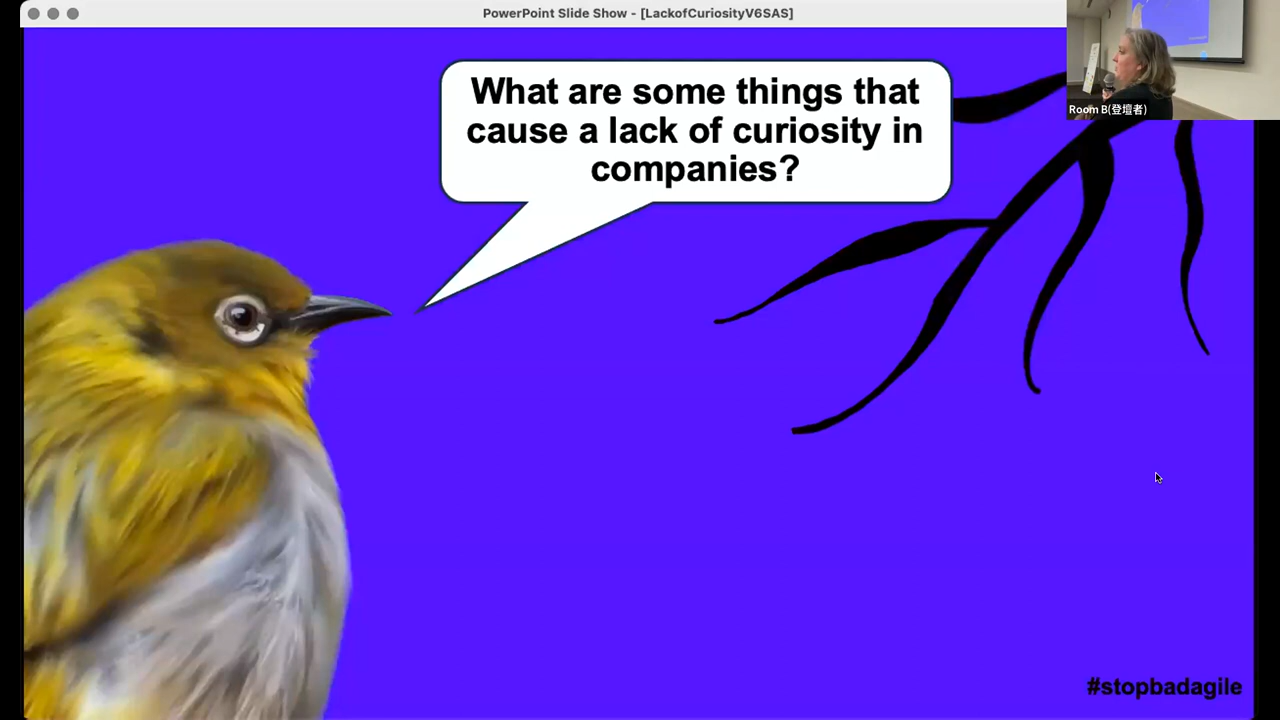 PowerPoint Slide Show - [LackofCuriosityV6SAS]
Room B(登壇者)
What are some things that
cause a lack of curiosity in
companies?
#stopbadagile